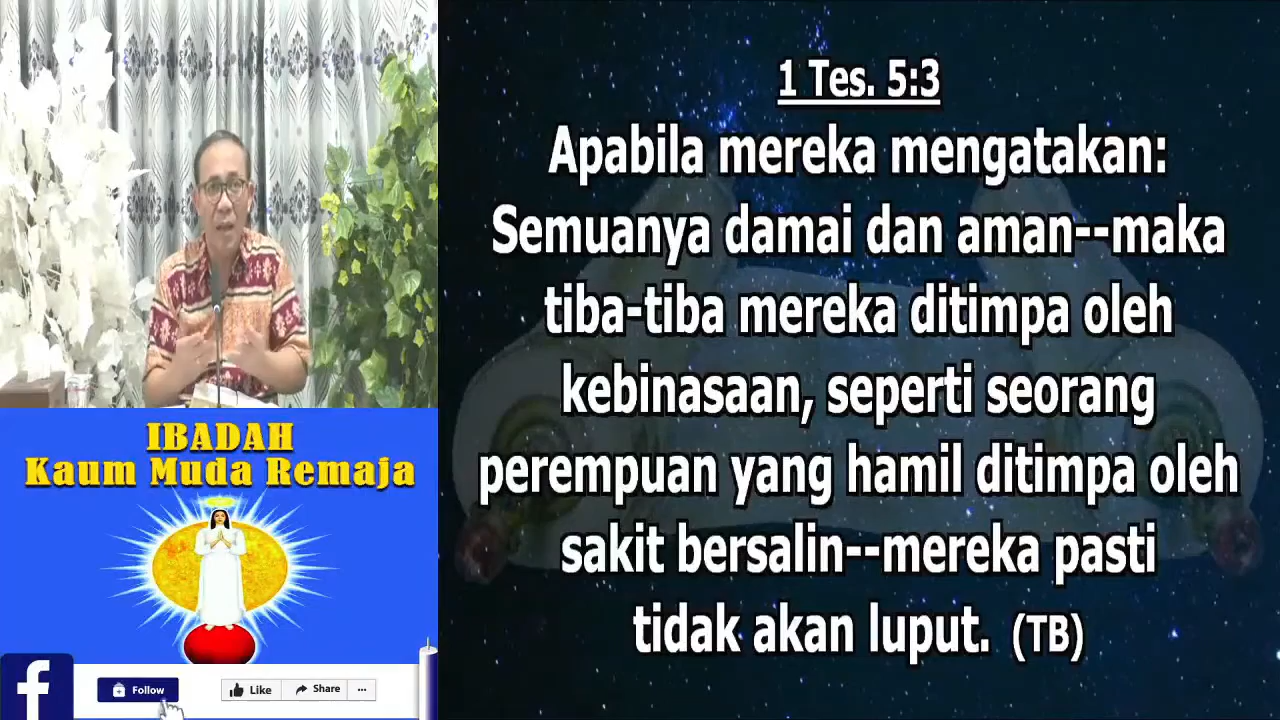 1 Tes. 5:3
Apabila mereka mengatakan:
Semuanya damai dan aman--maka
tiba-tiba mereka ditimpa oleh
kebinasaan, seperti seorang
perempuan yang hamil ditimpa oleh
sakit bersalin--mereka pasti
tidak akan luput. (TB)
IBADAH
Kaum Muda Remaja
f
Follow
Like
Share
...